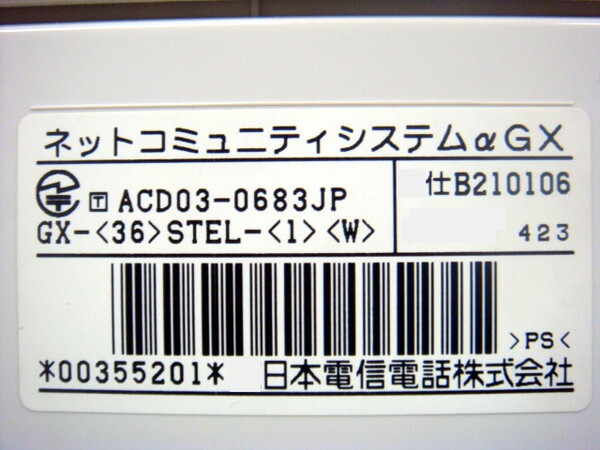 ネットコミュニティシステムαGX
T ACD03-0683JP
仕B210106
GX-<36>STEL-<1><W>
423
>PS<
*00355201* 日本電信電話株式会社